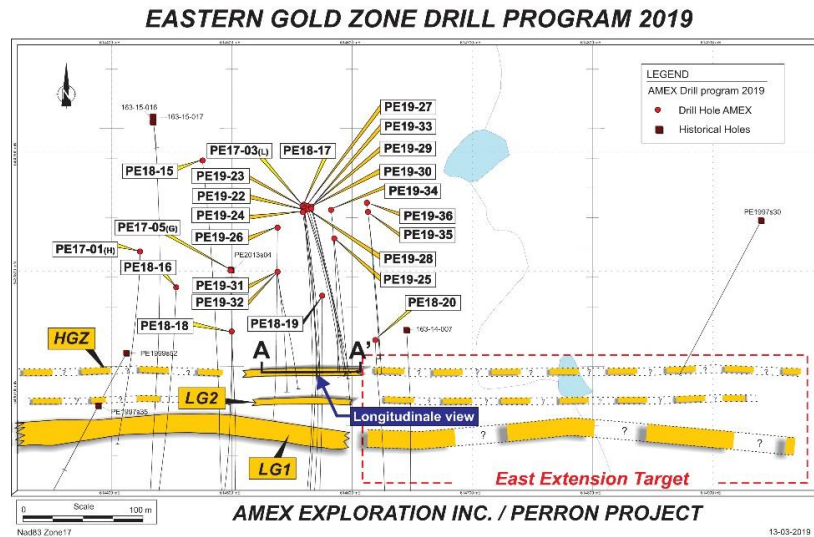 EASTERN GOLD ZONE DRILL PROGRAM 2019
N
LEGEND
AMEX Drill program 2019
Drill Hole AMEX
Historical Holes
163-15-016
163-15-017
PE17-03(L)
PE18-17
PE19-27
PE19-33
PE19-29
PE19-30
PE19-34
PE18-15
PE19-23
PE19-22
PE19-24
PE19-36
PE19-35
PE17-05(G)
PE19-26
PE1997s30
PE17-01(H)
PE2013s04
PE19-28
PE19-25
PE18-16
PE19-31
PE19-32
PE18-18
PE18-19
PE18-20
163-14-007
HGZ
A
A'
LG2
PE1997s35
Longitudinale view
LG1
?
?
?
East Extension Target
0
Scale
100 m
AMEX EXPLORATION INC. / PERRON PROJECT
Nad83 Zone17
13-03-2019